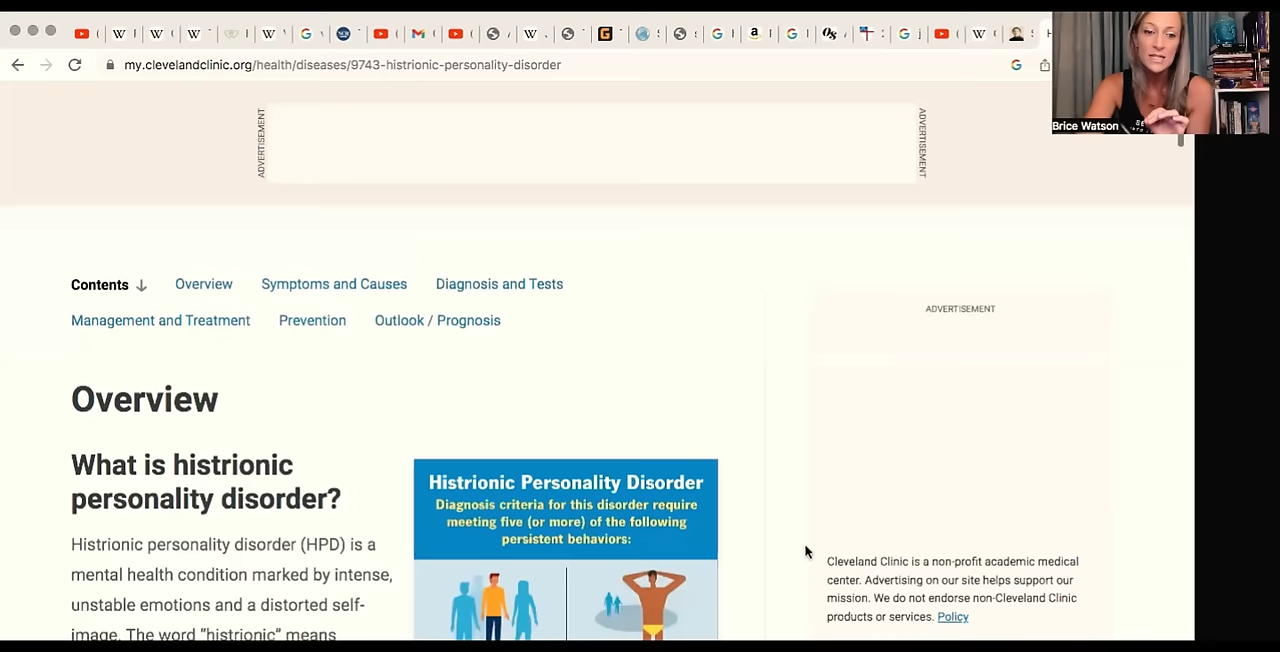 my.clevelandclinic.org/health/diseases/9743-histrionic-personality-disorder
Brice Watson
ADVERTISEMENT
ADVERTISEMENT
Contents ↓ Overview Symptoms and Causes Diagnosis and Tests
Management and Treatment Prevention Outlook / Prognosis
ADVERTISEMENT
Overview
What is histrionic
personality disorder?
Histrionic personality disorder (HPD) is a
mental health condition marked by intense,
unstable emotions and a distorted self-
image. The word "histrionic" means
Histrionic Personality Disorder
Diagnosis criteria for this disorder require
meeting five (or more) of the following
persistent behaviors:
Cleveland Clinic is a non-profit academic medical
center. Advertising on our site helps support our
mission. We do not endorse non-Cleveland Clinic
products or services. Policy